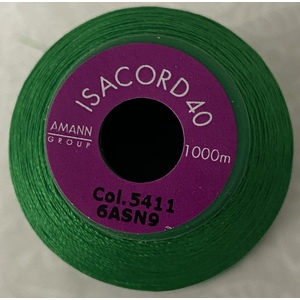 ISACORD 40
AMANN
GROUP
1000m
Col.5411
6ASN9